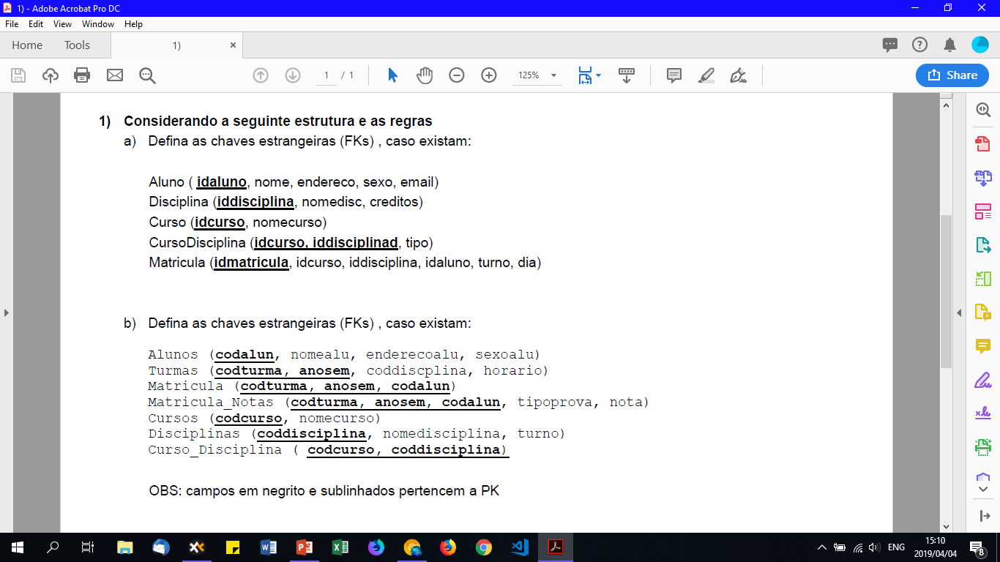 1) - Adobe Acrobat Pro DC
File Edit View Window Help
Home Tools 1) ×
1 / 1 125% Share
1) Considerando a seguinte estrutura e as regras
a) Defina as chaves estrangeiras (FKs) , caso existam:
Aluno ( idaluno, nome, endereco, sexo, email)
Disciplina (iddisciplina, nomedisc, creditos)
Curso (idcurso, nomecurso)
CursoDisciplina (idcurso, iddisciplinad, tipo)
Matricula (idmatricula, idcurso, iddisciplina, idaluno, turno, dia)
b) Defina as chaves estrangeiras (FKs) , caso existam:
Alunos (codalun, nomealu, enderecoalu, sexoalu)
Turmas (codturma, anosem, coddiscplina, horario)
Matricula (codturma, anosem, codalun)
Matricula_Notas (codturma, anosem, codalun, tipoprova, nota)
Cursos (codcurso, nomecurso)
Disciplinas (coddisciplina, nomedisciplina, turno)
Curso_Disciplina ( codcurso, coddisciplina)
OBS: campos em negrito e sublinhados pertencem a PK
ENG 15:10
2019/04/04 8